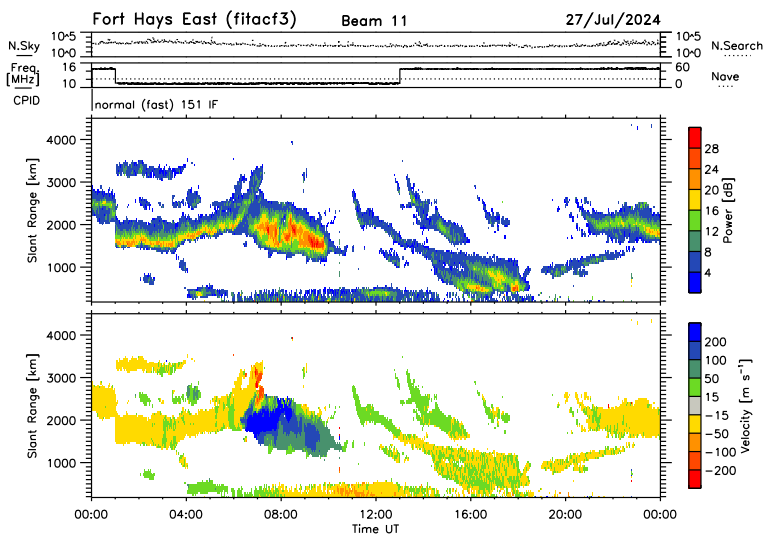 Fort Hays East (fitacf3)   Beam 11   27/Jul/2024
N.Sky   10^5   10^0   10^5   10^0   N.Search
Freq.   [MHz]   16   10   60   0   Nave
CPID   normal (fast) 151 IF
Slant Range [km]
4000
3000
2000
1000
28
24
20
16
12
8
4
Power [dB]
Slant Range [km]
4000
3000
2000
1000
200
100
50
15
-15
-50
-100
-200
Velocity [m s⁻¹]
00:00   04:00   08:00   12:00   16:00   20:00   00:00
Time UT